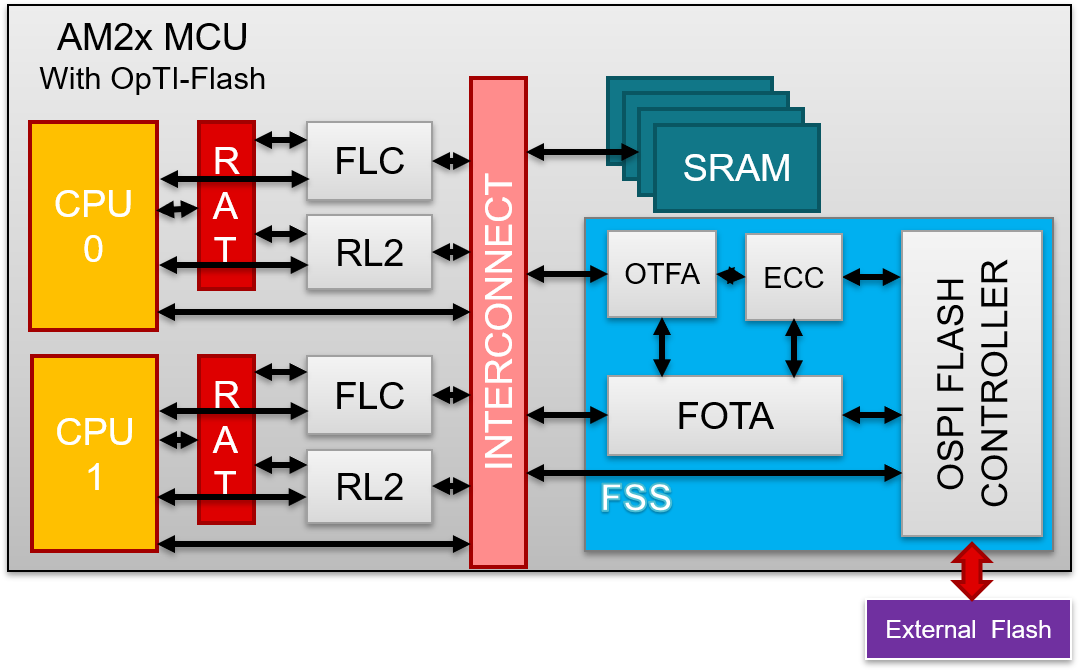 AM2x MCU
With OpTI-Flash
CPU
0
R
A
T
FLC
RL2
CPU
1
R
A
T
FLC
RL2
INTERCONNECT
SRAM
OTFA
ECC
FOTA
FSS
OSPI FLASH
CONTROLLER
External Flash